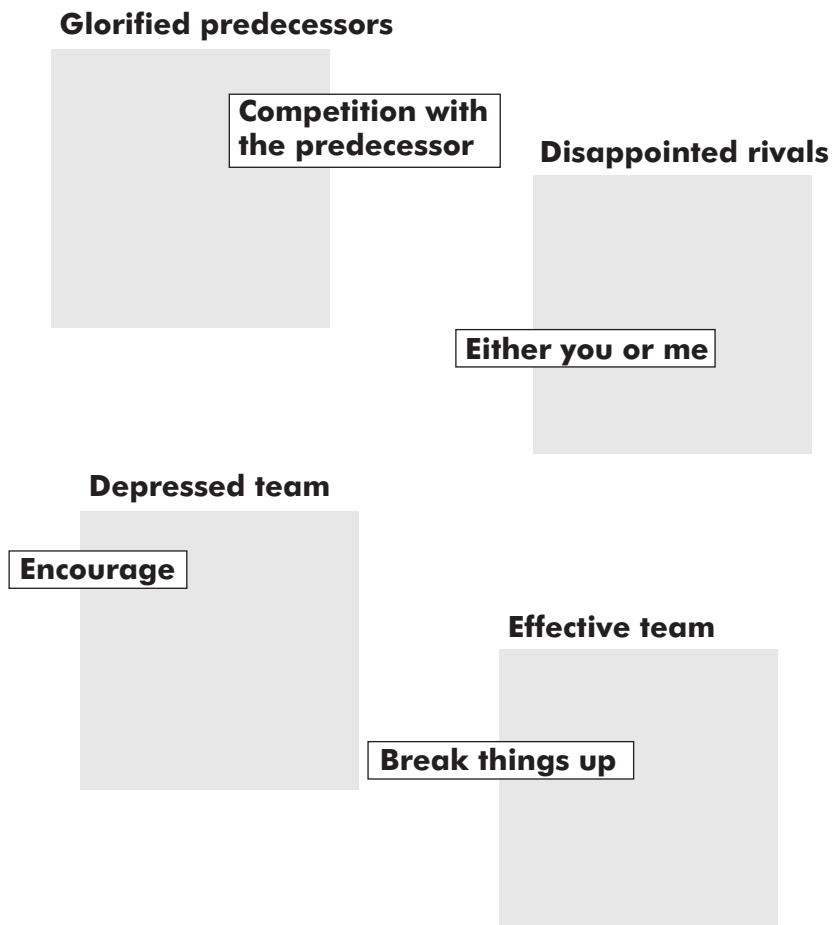 Glorified predecessors
Competition with
the predecessor
Disappointed rivals
Either you or me
Depressed team
Encourage
Effective team
Break things up